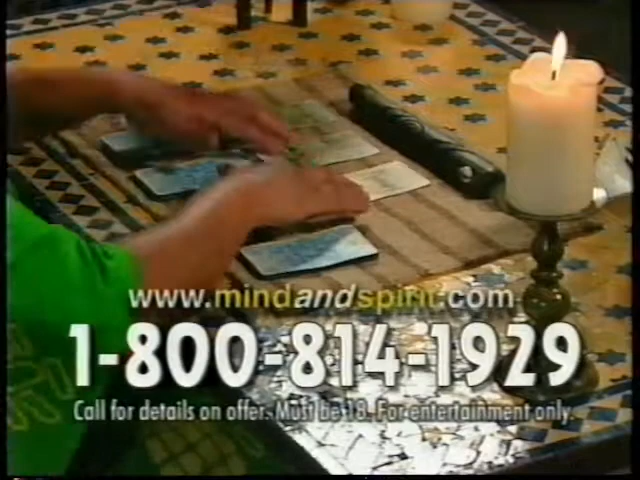 www.mindandspirit.com
1-800-814-1929
Call for details on offer. Must be 18. For entertainment only.